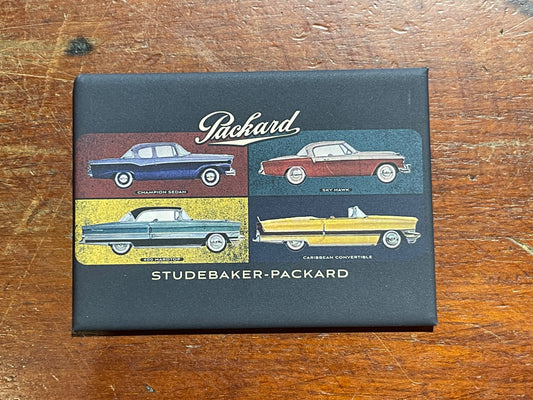 Packard
CHAMPION SEDAN
SKY HAWK
400 HARDTOP
CARIBBEAN CONVERTIBLE
STUDEBAKER-PACKARD